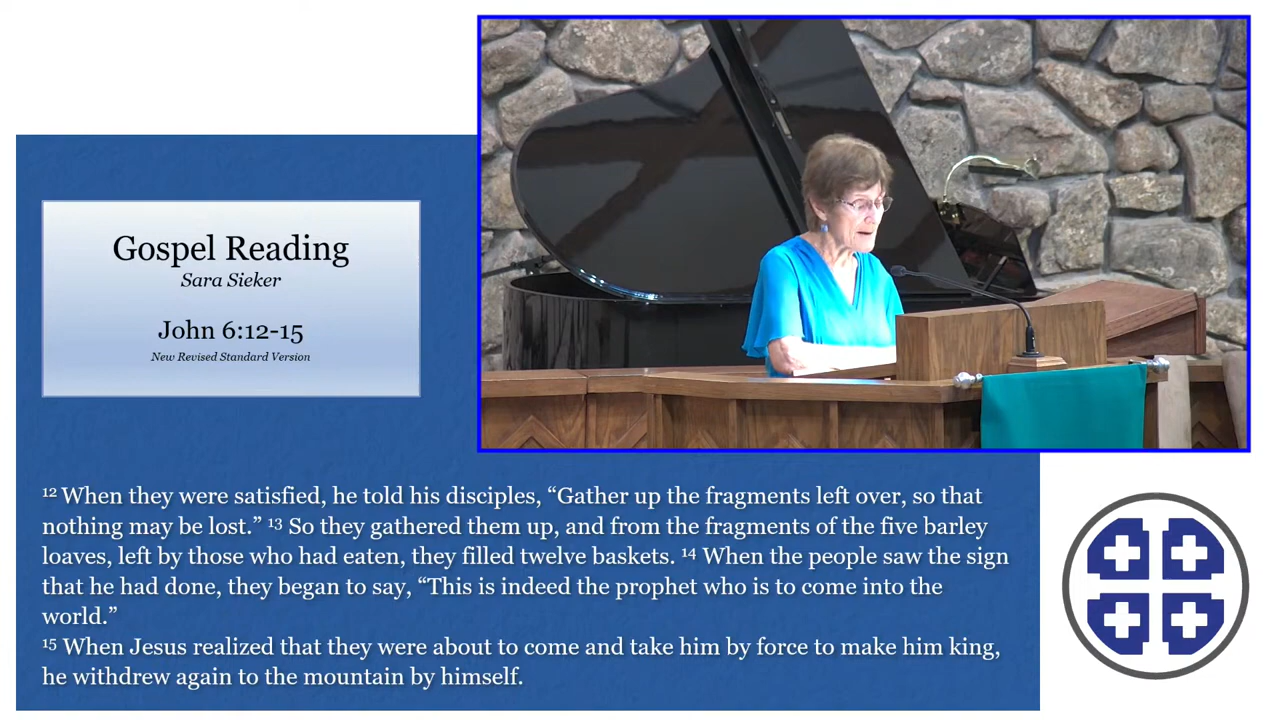 Gospel Reading
Sara Sieker
John 6:12-15
New Revised Standard Version
12 When they were satisfied, he told his disciples, “Gather up the fragments left over, so that
nothing may be lost.” 13 So they gathered them up, and from the fragments of the five barley
loaves, left by those who had eaten, they filled twelve baskets. 14 When the people saw the sign
that he had done, they began to say, “This is indeed the prophet who is to come into the
world.”
15 When Jesus realized that they were about to come and take him by force to make him king,
he withdrew again to the mountain by himself.